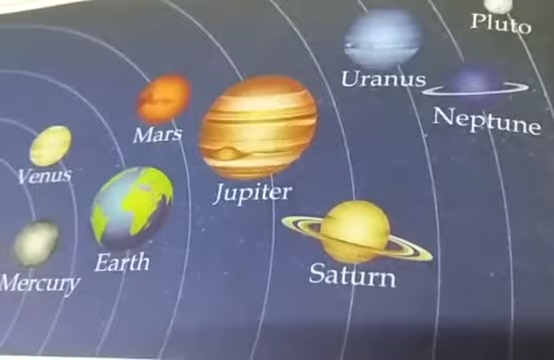 Pluto
Uranus
Neptune
Mars
Venus
Jupiter
Earth
Saturn
Mercury